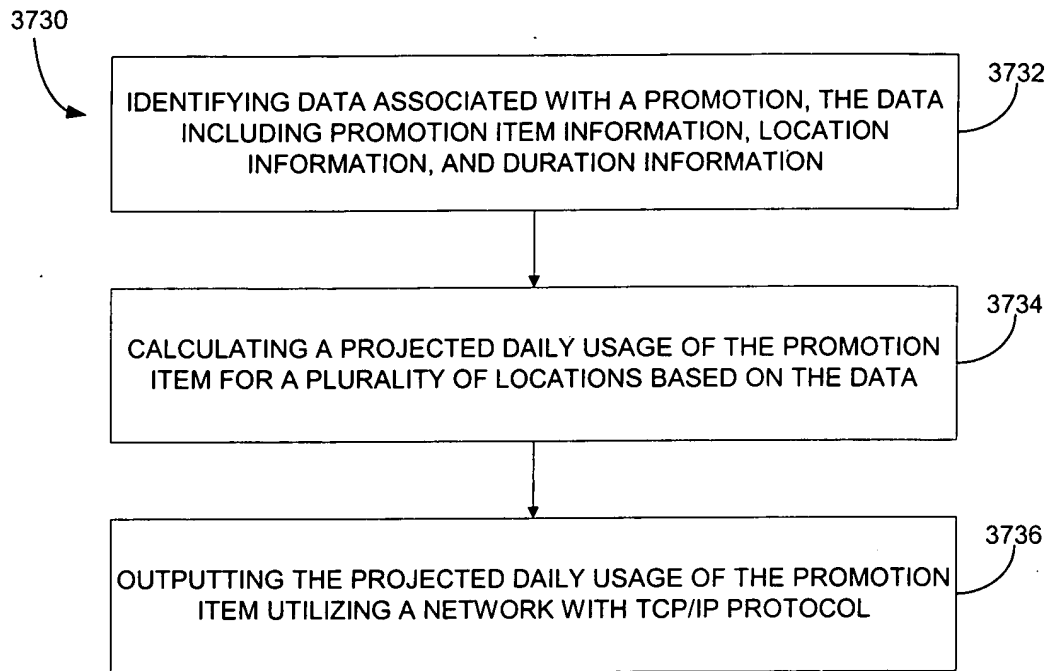 3730
3732
IDENTIFYING DATA ASSOCIATED WITH A PROMOTION, THE DATA
INCLUDING PROMOTION ITEM INFORMATION, LOCATION
INFORMATION, AND DURATION INFORMATION
3734
CALCULATING A PROJECTED DAILY USAGE OF THE PROMOTION
ITEM FOR A PLURALITY OF LOCATIONS BASED ON THE DATA
3736
OUTPUTTING THE PROJECTED DAILY USAGE OF THE PROMOTION
ITEM UTILIZING A NETWORK WITH TCP/IP PROTOCOL